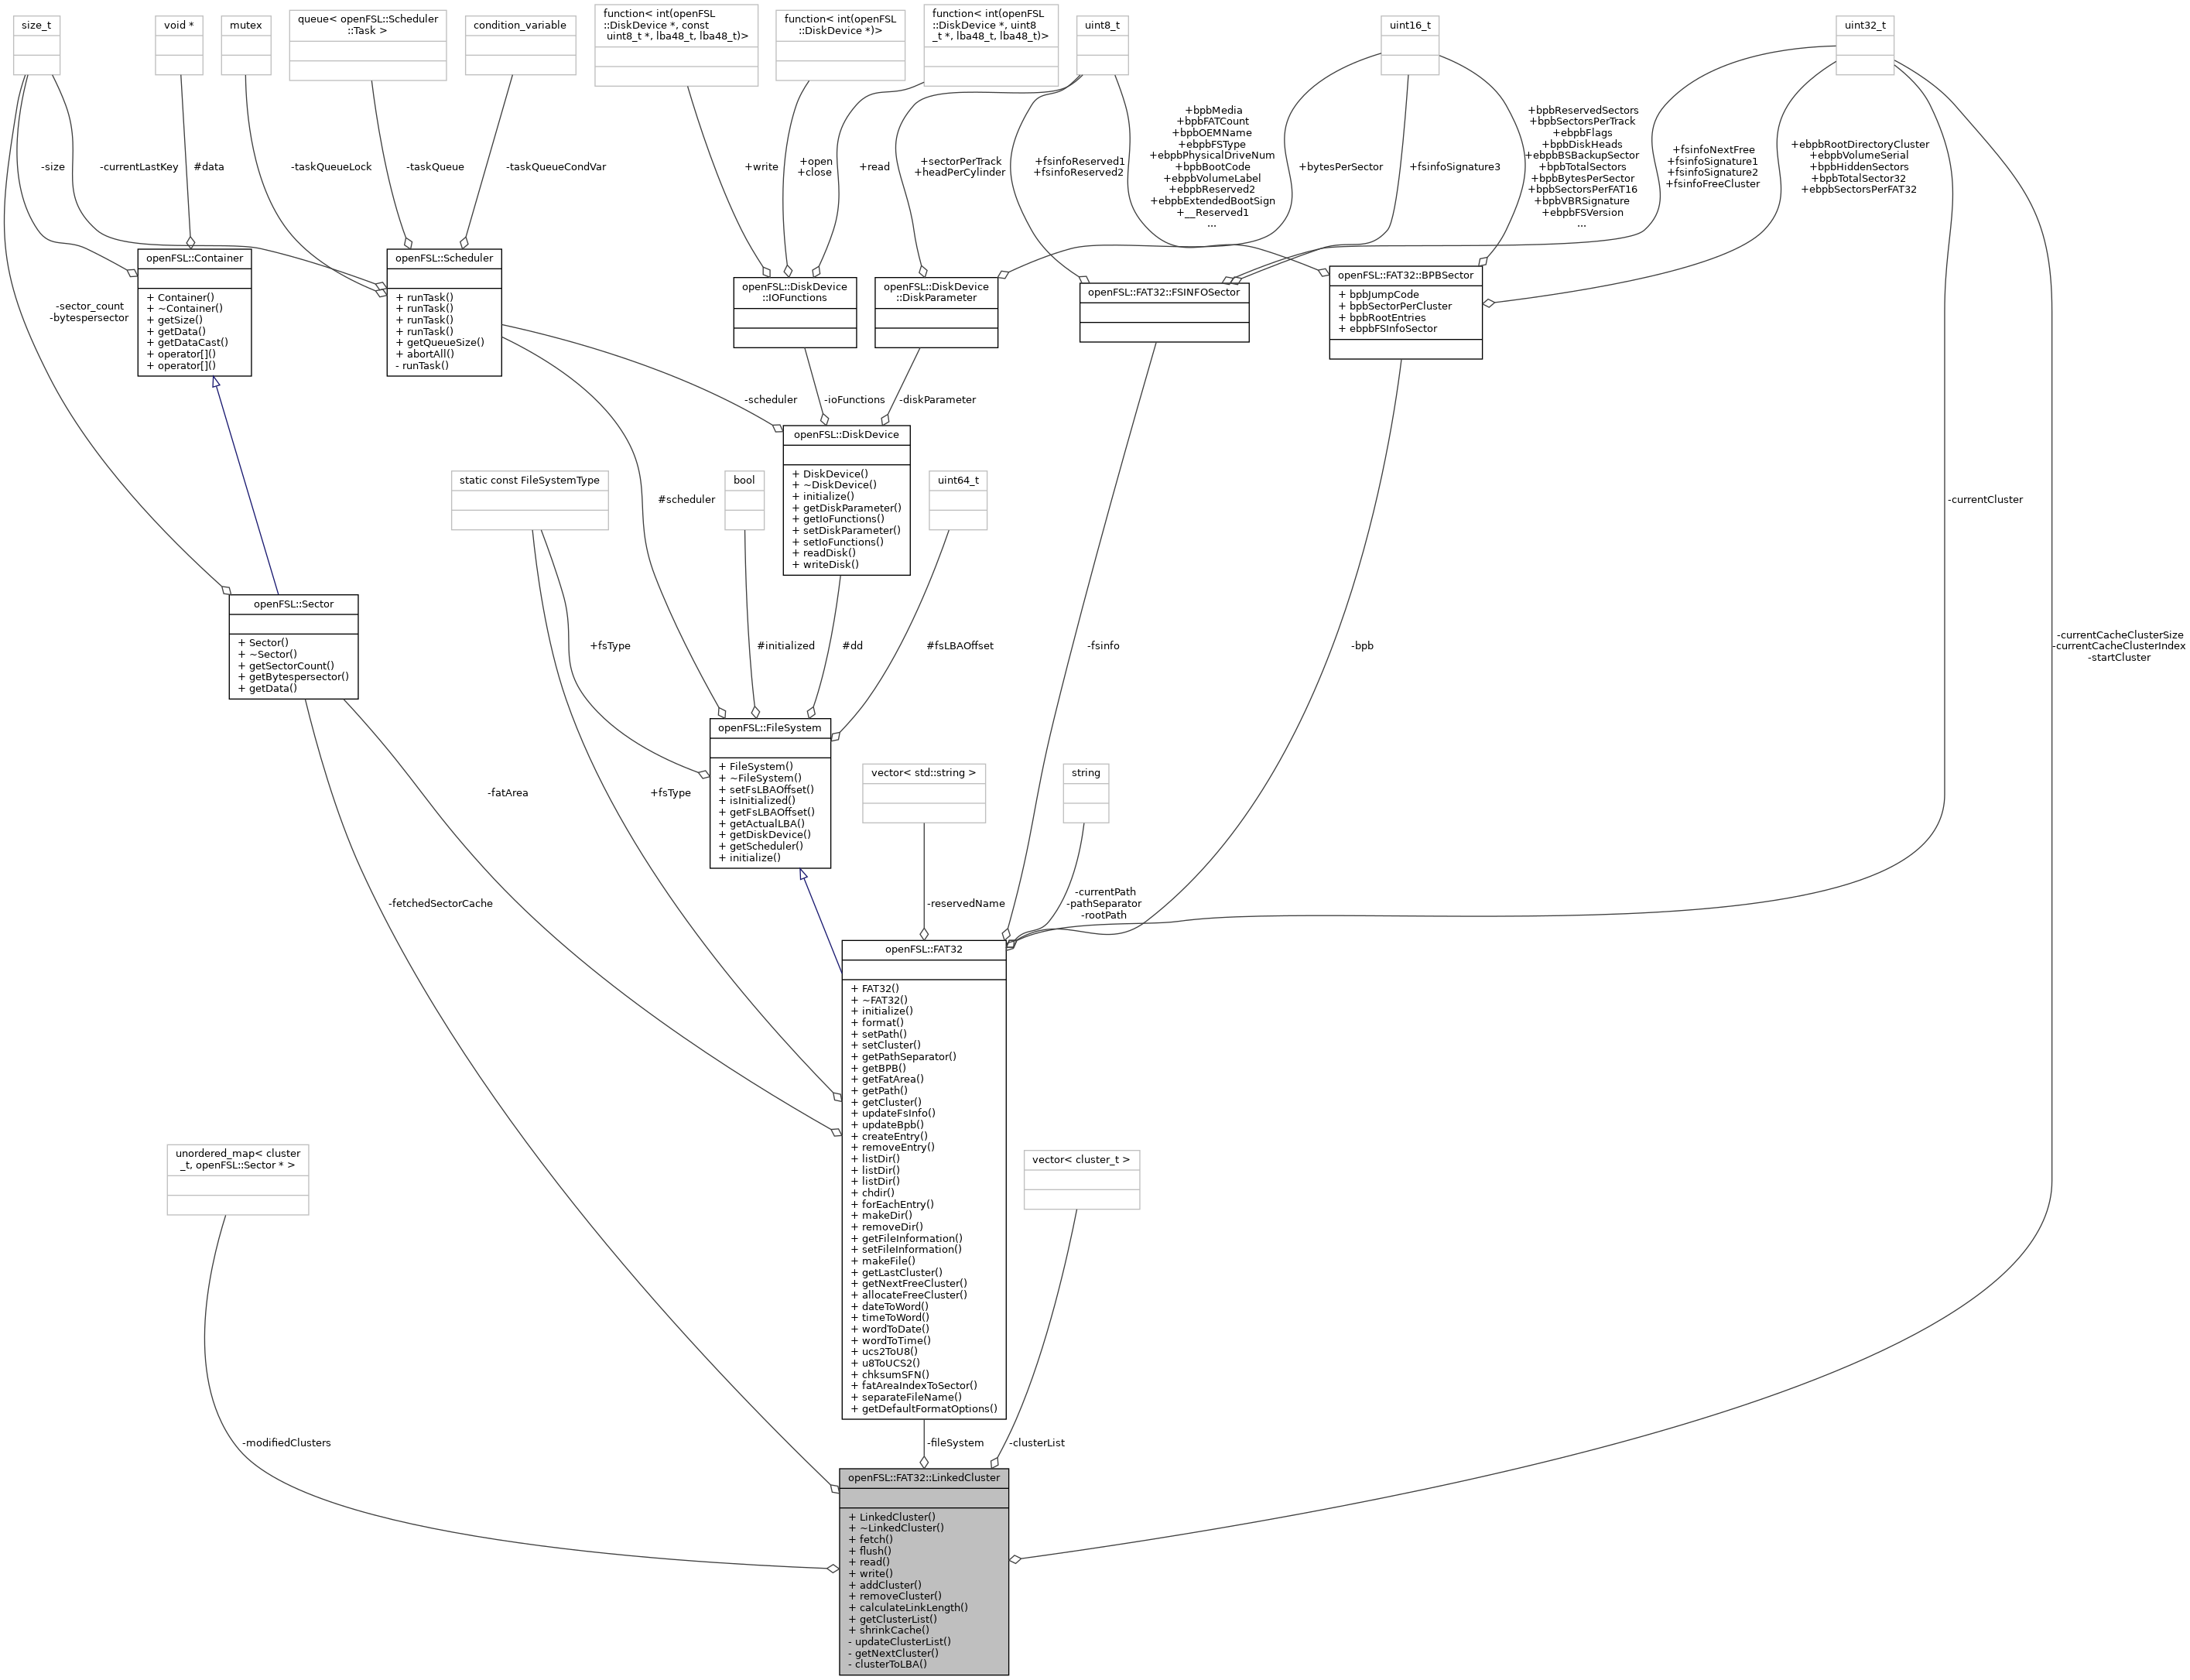 size_t
void *
mutex
queue< openFSL::Scheduler
::Task >
condition_variable
function< int(openFSL
::DiskDevice *, const
uint8_t *, lba48_t, lba48_t)>
function< int(openFSL
::DiskDevice *)>
function< int(openFSL
::DiskDevice *, uint8
_t *, lba48_t, lba48_t)>
uint8_t
uint16_t
uint32_t
-size
-currentLastKey
#data
-taskQueueLock
-taskQueue
-taskQueueCondVar
+write
+open
+close
+read
+sectorPerTrack
+headPerCylinder
+fsinfoReserved1
+fsinfoReserved2
+bpbMedia
+bpbFATCount
+bpbOEMName
+ebpbFSType
+ebpbPhysicalDriveNum
+bpbBootCode
+ebpbVolumeLabel
+ebpbReserved2
+ebpbExtendedBootSign
+__Reserved1
...
+bytesPerSector
+fsinfoSignature3
+bpbReservedSectors
+bpbSectorsPerTrack
+ebpbFlags
+bpbDiskHeads
+ebpbBSBackupSector
+bpbTotalSectors
+bpbBytesPerSector
+bpbSectorsPerFAT16
+bpbVBRSignature
+ebpbFSVersion
...
+fsinfoNextFree
+fsinfoSignature1
+fsinfoSignature2
+fsinfoFreeCluster
+ebpbRootDirectoryCluster
+ebpbVolumeSerial
+bpbHiddenSectors
+bpbTotalSector32
+ebpbSectorsPerFAT32
-sector_count
-bytespersector
openFSL::Container
+ Container()
+ ~Container()
+ getSize()
+ getData()
+ getDataCast()
+ operator[]()
+ operator[]()
openFSL::Scheduler
+ runTask()
+ runTask()
+ runTask()
+ runTask()
+ getQueueSize()
+ abortAll()
- runTask()
openFSL::DiskDevice
::IOFunctions
openFSL::DiskDevice
::DiskParameter
openFSL::FAT32::FSINFOSector
openFSL::FAT32::BPBSector
+ bpbJumpCode
+ bpbSectorPerCluster
+ bpbRootEntries
+ ebpbFSInfoSector
-scheduler
-ioFunctions
-diskParameter
openFSL::DiskDevice
+ DiskDevice()
+ ~DiskDevice()
+ initialize()
+ getDiskParameter()
+ getIoFunctions()
+ setDiskParameter()
+ setIoFunctions()
+ readDisk()
+ writeDisk()
static const FileSystemType
bool
uint64_t
#scheduler
-currentCluster
openFSL::Sector
+ Sector()
+ ~Sector()
+ getSectorCount()
+ getBytespersector()
+ getData()
+fsType
#initialized
#dd
#fsLBAOffset
-fsinfo
-bpb
-currentCacheClusterSize
-currentCacheClusterIndex
-startCluster
openFSL::FileSystem
+ FileSystem()
+ ~FileSystem()
+ setFsLBAOffset()
+ isInitialized()
+ getFsLBAOffset()
+ getActualLBA()
+ getDiskDevice()
+ getScheduler()
+ initialize()
-fatArea
+fsType
vector< std::string >
string
-fetchedSectorCache
-reservedName
-currentPath
-pathSeparator
-rootPath
openFSL::FAT32
+ FAT32()
+ ~FAT32()
+ initialize()
+ format()
+ setPath()
+ setCluster()
+ getPathSeparator()
+ getBPB()
+ getFatArea()
+ getPath()
+ getCluster()
+ updateFsInfo()
+ updateBpb()
+ createEntry()
+ removeEntry()
+ listDir()
+ listDir()
+ listDir()
+ chdir()
+ forEachEntry()
+ makeDir()
+ removeDir()
+ getFileInformation()
+ setFileInformation()
+ makeFile()
+ getLastCluster()
+ getNextFreeCluster()
+ allocateFreeCluster()
+ dateToWord()
+ timeToWord()
+ wordToDate()
+ wordToTime()
+ ucs2ToU8()
+ u8ToUCS2()
+ chksumSFN()
+ fatAreaIndexToSector()
+ separateFileName()
+ getDefaultFormatOptions()
unordered_map< cluster
_t, openFSL::Sector * >
vector< cluster_t >
-modifiedClusters
-fileSystem
-clusterList
openFSL::FAT32::LinkedCluster
+ LinkedCluster()
+ ~LinkedCluster()
+ fetch()
+ flush()
+ read()
+ write()
+ addCluster()
+ removeCluster()
+ calculateLinkLength()
+ getClusterList()
+ shrinkCache()
- updateClusterList()
- getNextCluster()
- clusterToLBA()